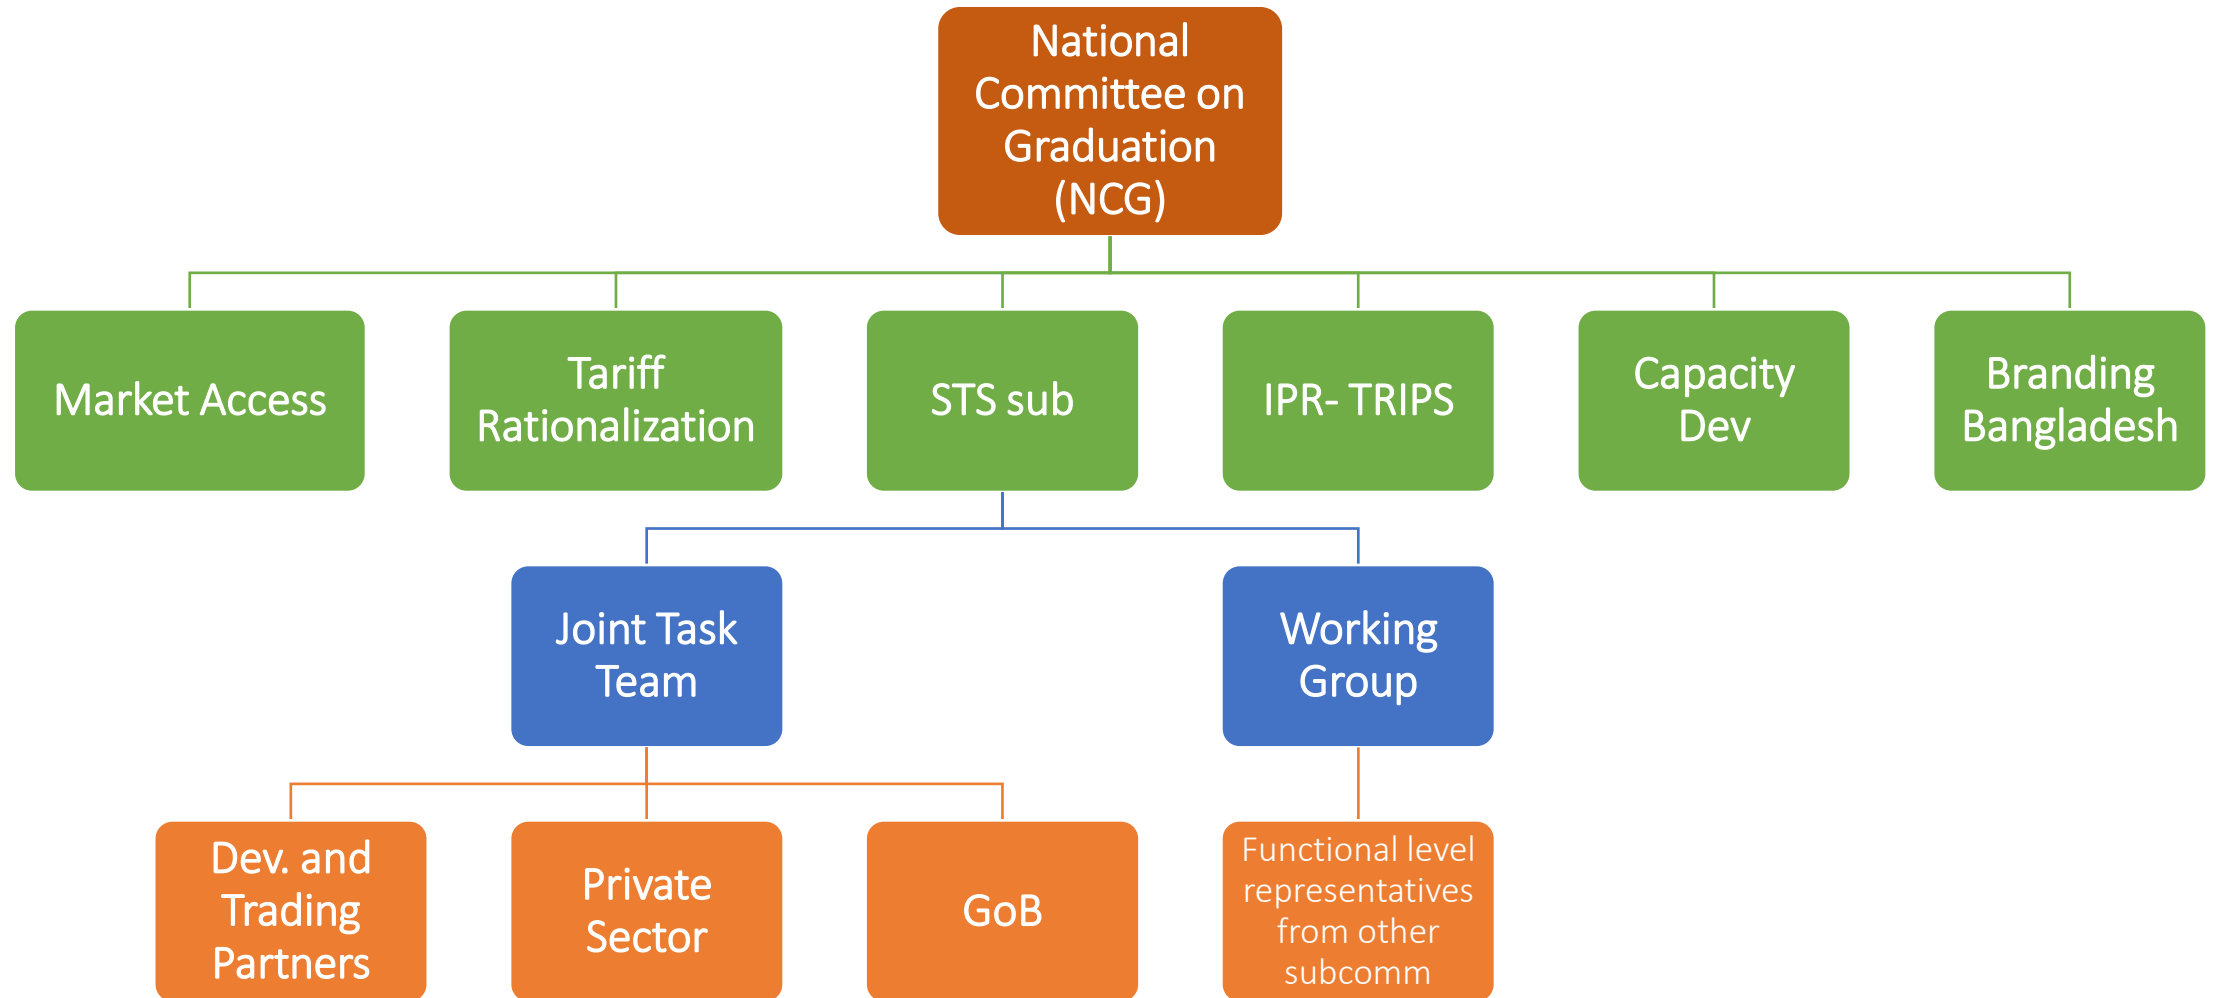 National
Committee on
Graduation
(NCG)
Market Access
Tariff
Rationalization
STS sub
IPR- TRIPS
Capacity
Dev
Branding
Bangladesh
Joint Task
Team
Working
Group
Dev. and
Trading
Partners
Private
Sector
GoB
Functional level
representatives
from other
subcomm